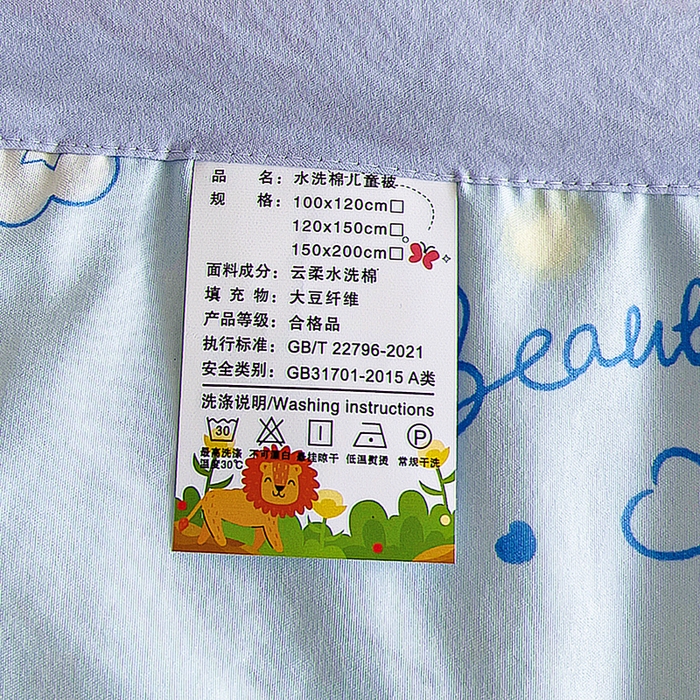 品 名：水洗棉儿童被
规 格：100x120cm□
120x150cm□
150x200cm□
面料成分：云柔水洗棉
填 充 物：大豆纤维
产品等级：合格品
执行标准：GB/T 22796-2021
安全类别：GB31701-2015 A类
洗涤说明/Washing instructions
30 P
最高洗涤温度30℃ 不可漂白 悬挂晾干 低温熨烫 常规干洗
Beaut